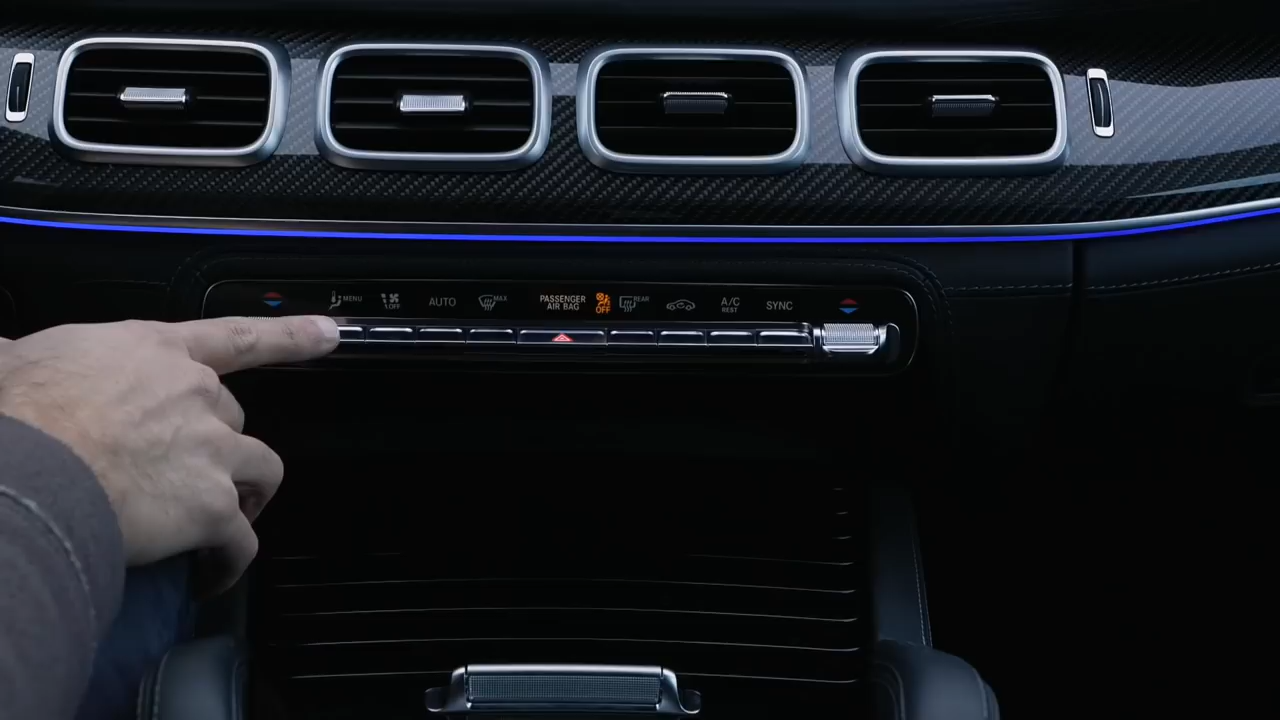 MENU
OFF
AUTO
MAX
PASSENGER
AIR BAG
OFF
REAR
A/C
REST
SYNC